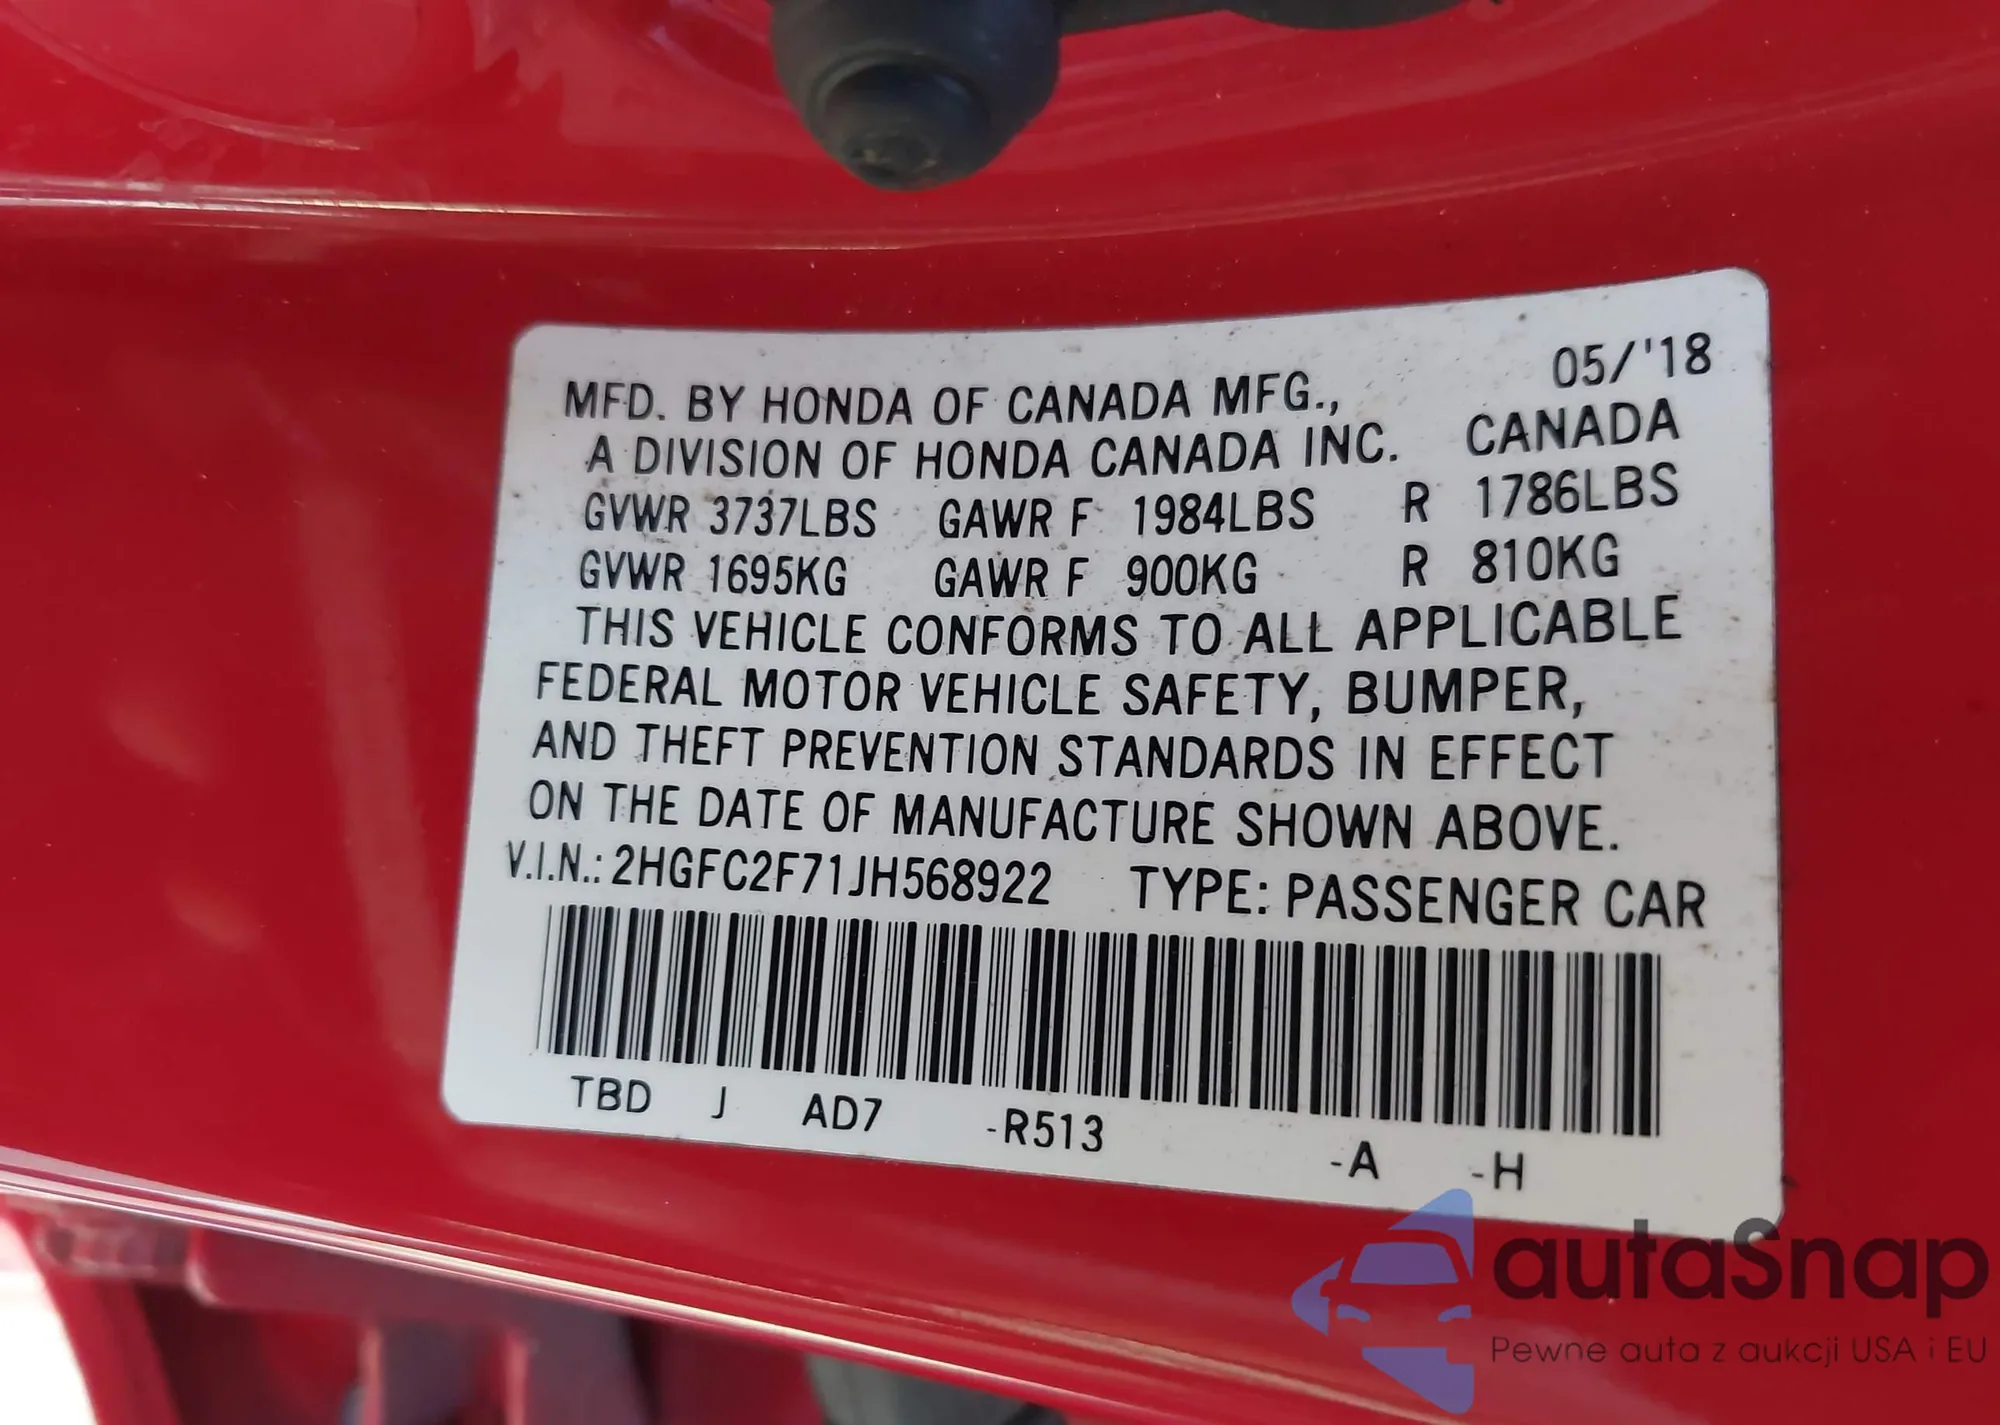 05/'18
MFD. BY HONDA OF CANADA MFG.,
A DIVISION OF HONDA CANADA INC. CANADA
GVWR 3737LBS GAWR F 1984LBS R 1786LBS
GVWR 1695KG GAWR F 900KG R 810KG
THIS VEHICLE CONFORMS TO ALL APPLICABLE
FEDERAL MOTOR VEHICLE SAFETY, BUMPER,
AND THEFT PREVENTION STANDARDS IN EFFECT
ON THE DATE OF MANUFACTURE SHOWN ABOVE.
V.I.N.: 2HGFC2F71JH568922 TYPE: PASSENGER CAR
TBD J AD7 -R513 -A -H
autaSnap
Pewne auta z aukcji USA i EU